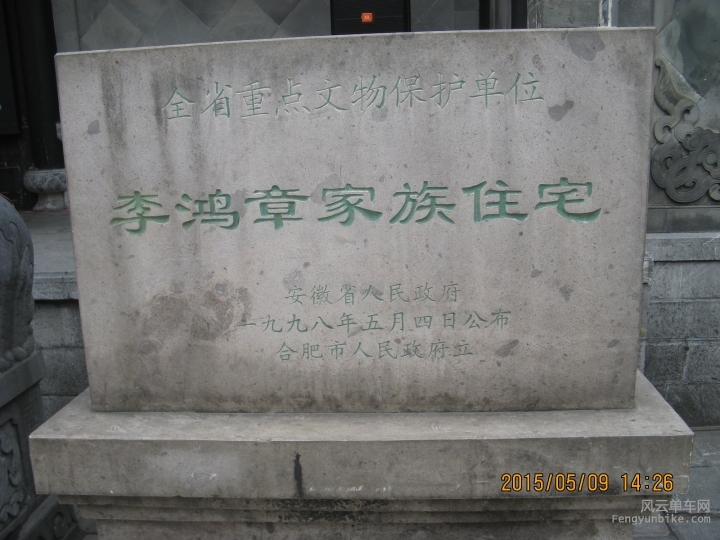 全省重点文物保护单位
李鸿章家族住宅
安徽省人民政府
一九九八年五月四日公布
合肥市人民政府立
2015/05/09 14:26
风云单车网
Fengyunbike.com